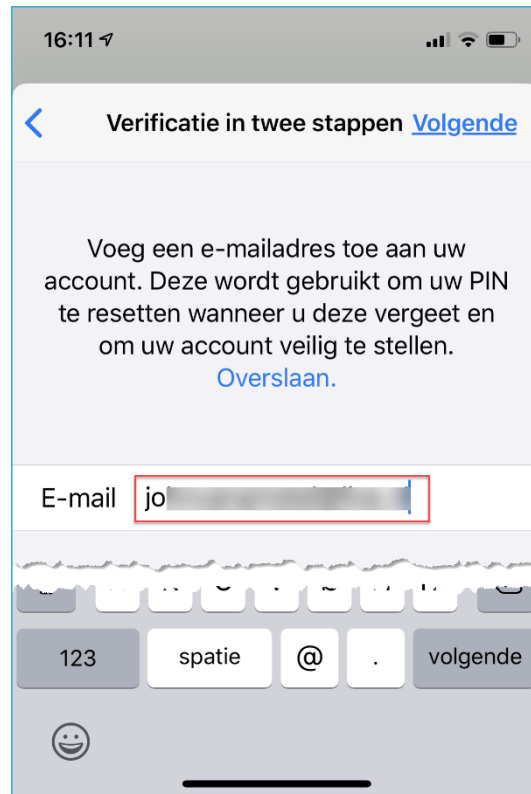 16:11
Verificatie in twee stappen Volgende
Voeg een e-mailadres toe aan uw
account. Deze wordt gebruikt om uw PIN
te resetten wanneer u deze vergeet en
om uw account veilig te stellen.
Overslaan.
E-mail jo
123 spatie @ . volgende